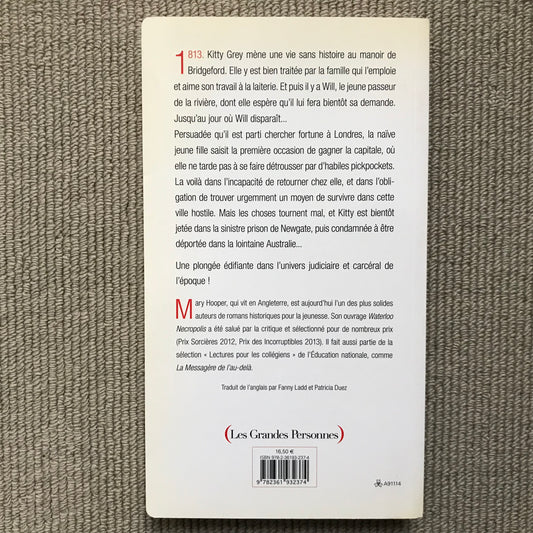 1813. Kitty Grey mène une vie sans histoire au manoir de
Bridgeford. Elle y est bien traitée par la famille qui l'emploie
et aime son travail à la laiterie. Et puis il y a Will, le jeune passeur
de la rivière, dont elle espère qu'il lui fera bientôt sa demande.
Jusqu'au jour où Will disparaît...
Persuadée qu'il est parti chercher fortune à Londres, la naïve
jeune fille saisit la première occasion de gagner la capitale, où
elle ne tarde pas à se faire détrousser par d'habiles pickpockets.
La voilà dans l'incapacité de retourner chez elle, et dans l'obli-
gation de trouver urgemment un moyen de survivre dans cette
ville hostile. Mais les choses tournent mal, et Kitty est bientôt
jetée dans la sinistre prison de Newgate, puis condamnée à être
déportée dans la lointaine Australie...
Une plongée édifiante dans l'univers judiciaire et carcéral de
l'époque !
Mary Hooper, qui vit en Angleterre, est aujourd'hui l'un des plus solides
auteurs de romans historiques pour la jeunesse. Son ouvrage Waterloo
Necropolis a été salué par la critique et sélectionné pour de nombreux prix
(Prix Sorcières 2012, Prix des Incorruptibles 2013). Il fait aussi partie de la
sélection « Lectures pour les collégiens » de l'Éducation nationale, comme
La Messagère de l'au-delà.
Traduit de l'anglais par Fanny Ladd et Patricia Duez
(Les Grandes Personnes)
16,50 €
ISBN 978-2-36193-237-4
9 782361 932374
A91114